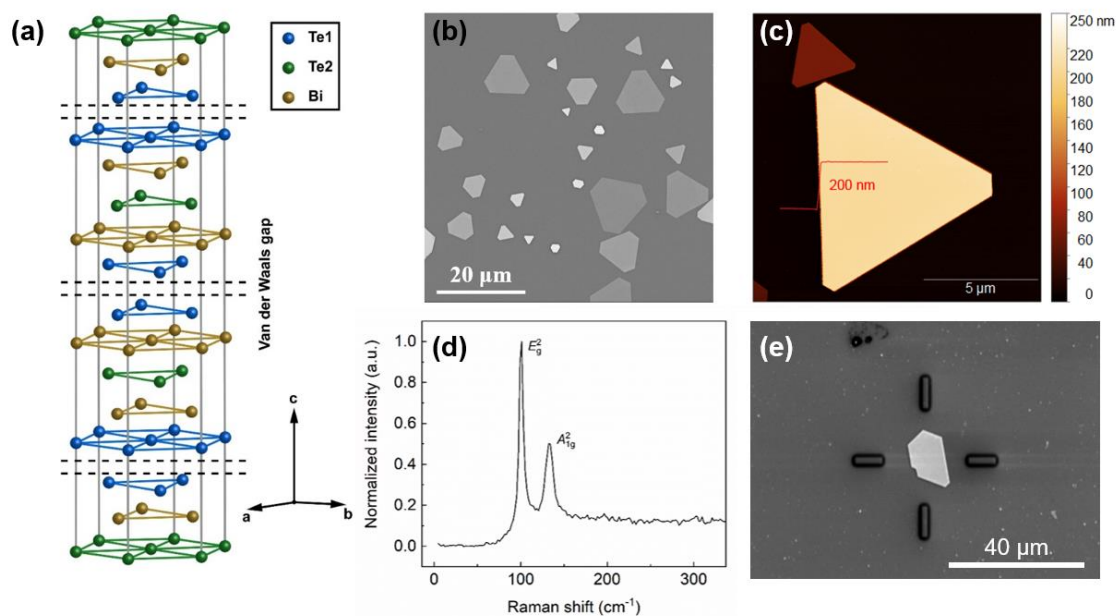 (a)
Te1
Te2
Bi
Van der Waals gap
c
a
b
(b)
20 μm
(c)
200 nm
5 μm
250 nm
220
200
180
160
140
120
100
80
60
40
20
0
(d)
Normalized intensity (a.u.)
1.0
0.8
0.6
0.4
0.2
0.0
E²g
A²1g
0
100
200
300
Raman shift (cm⁻¹)
(e)
40 μm